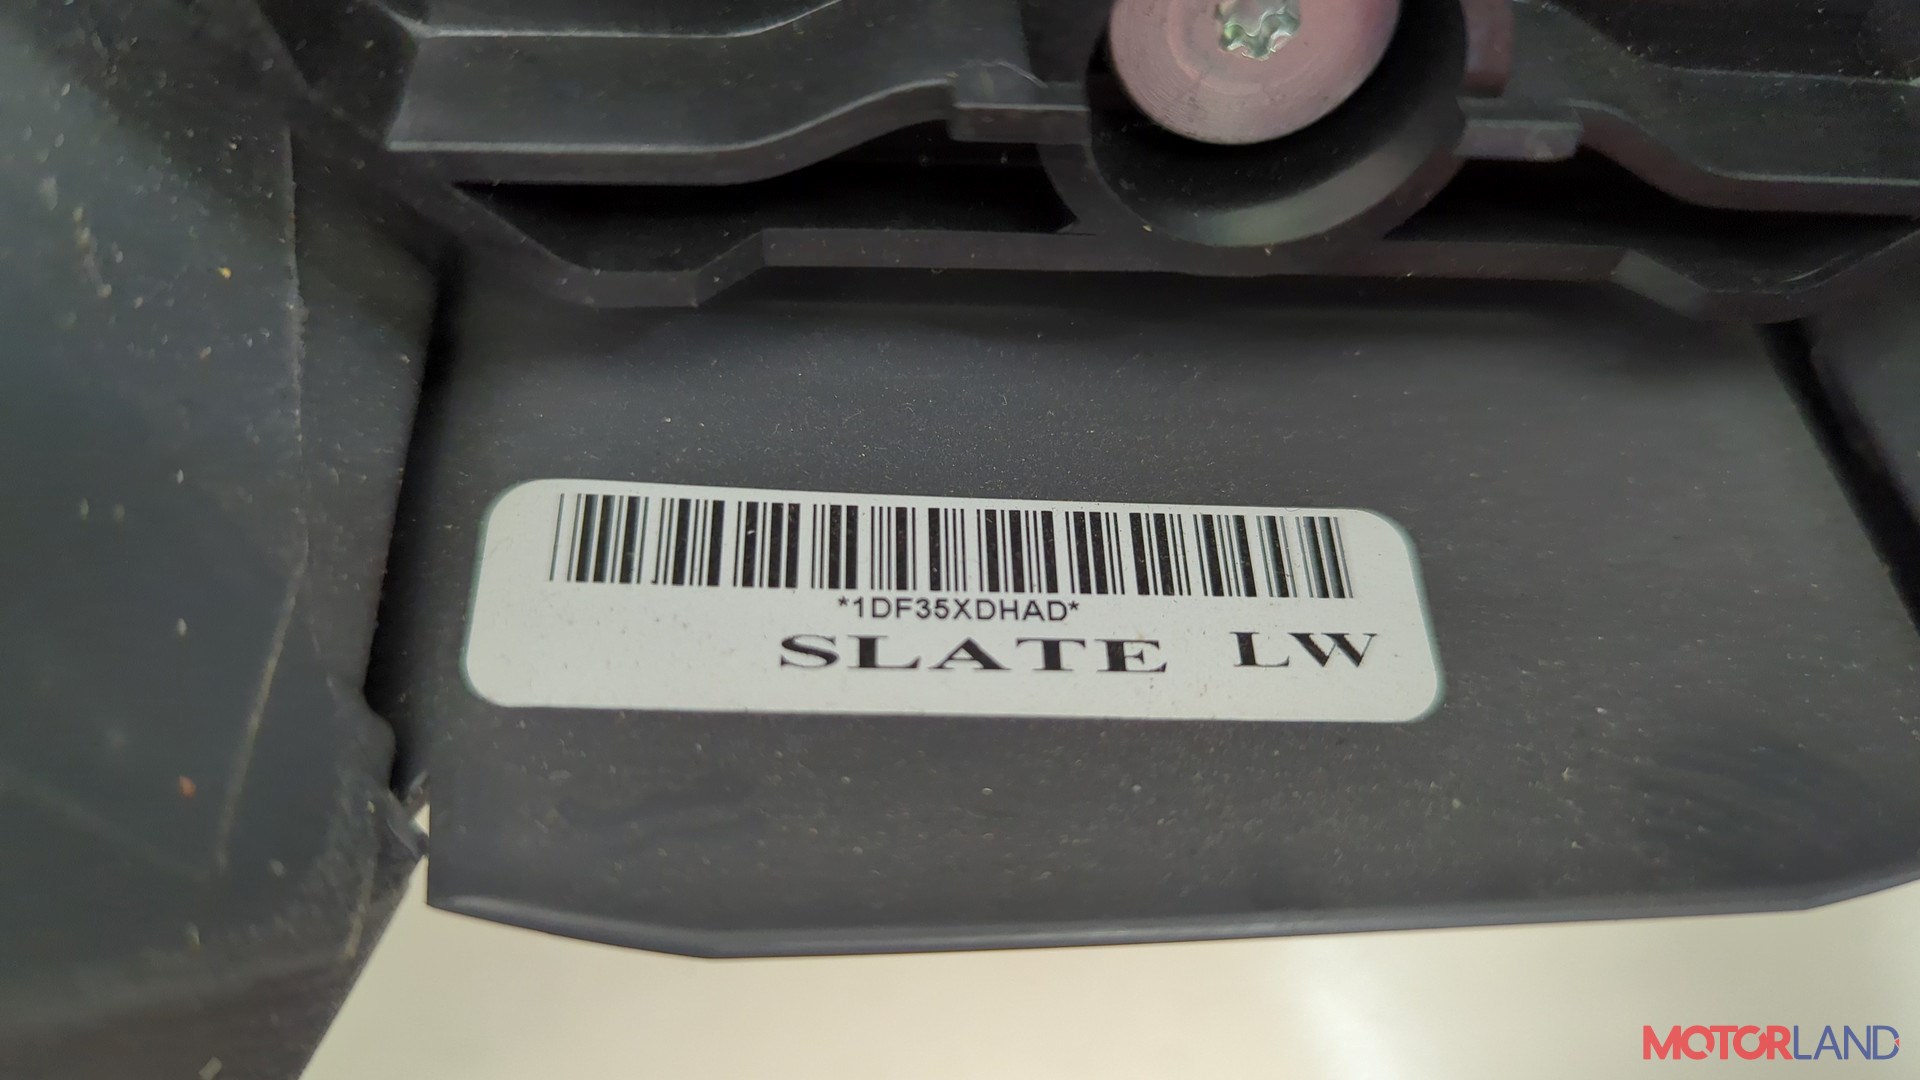 *1DF35XDHAD*
SLATE LW
MOTORLAND